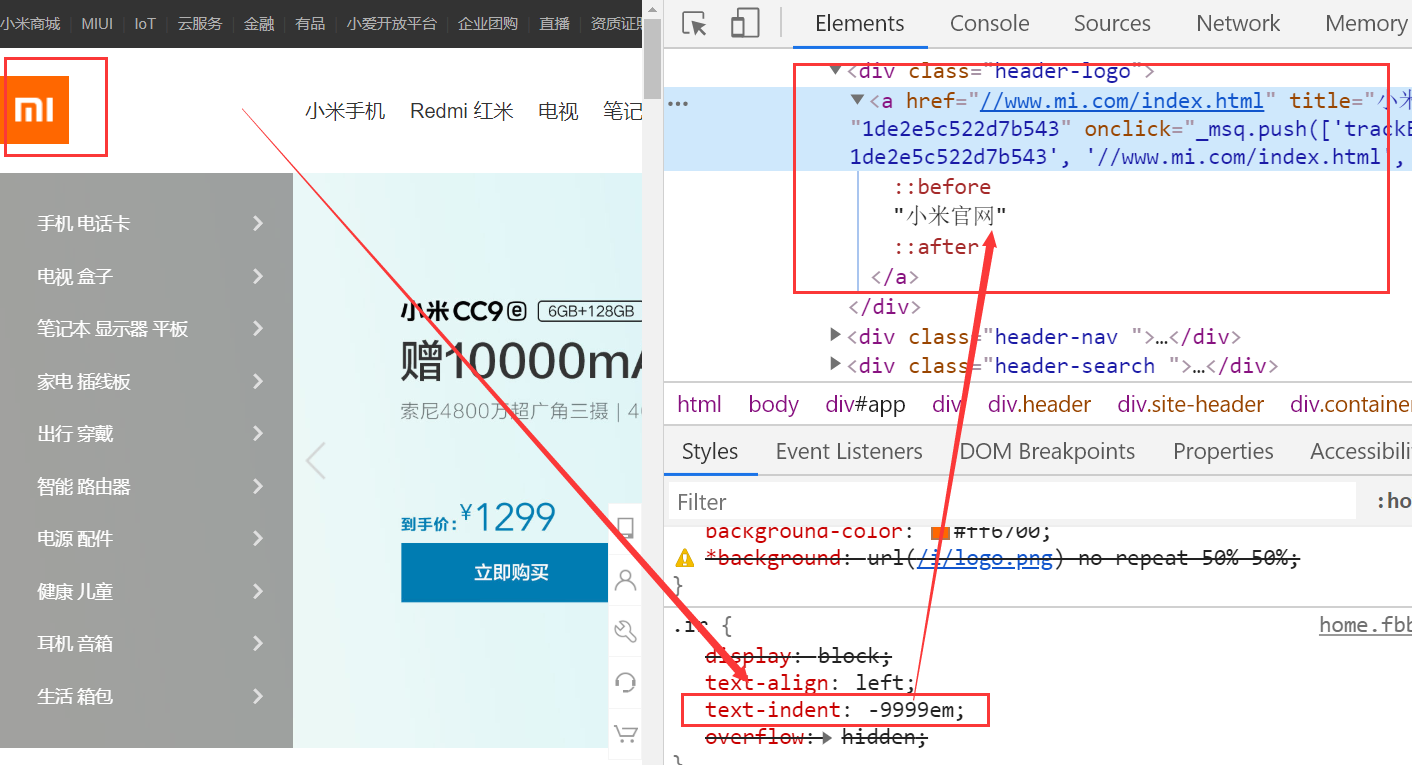 小米商城 MIUI IoT 云服务 金融 有品 小爱开放平台 企业团购 直播 资质证照
小米手机 Redmi 红米 电视 笔记
手机 电话卡
电视 盒子
笔记本 显示器 平板
家电 插线板
出行 穿戴
智能 路由器
电源 配件
健康 儿童
耳机 音箱
生活 箱包
小米CC9e 6GB+128GB
赠10000mA
索尼4800万超广角三摄 | 4
到手价:¥1299
立即购买
Elements Console Sources Network Memory
<div class="header-logo">
<a href="//www.mi.com/index.html" title="小米
"1de2e5c522d7b543" onclick="_msq.push(['trackE
1de2e5c522d7b543', '//www.mi.com/index.html',
::before
"小米官网"
::after
</a>
</div>
<div class="header-nav ">…</div>
<div class="header-search ">…</div>
html body div#app div div.header div.site-header div.container
Styles Event Listeners DOM Breakpoints Properties Accessibili
Filter :ho
background-color: #ff6700;
*background: url(/i/logo.png) no-repeat 50% 50%;
}
.ir { home.fbb
display: block;
text-align: left;
text-indent: -9999em;
overflow: hidden;
}